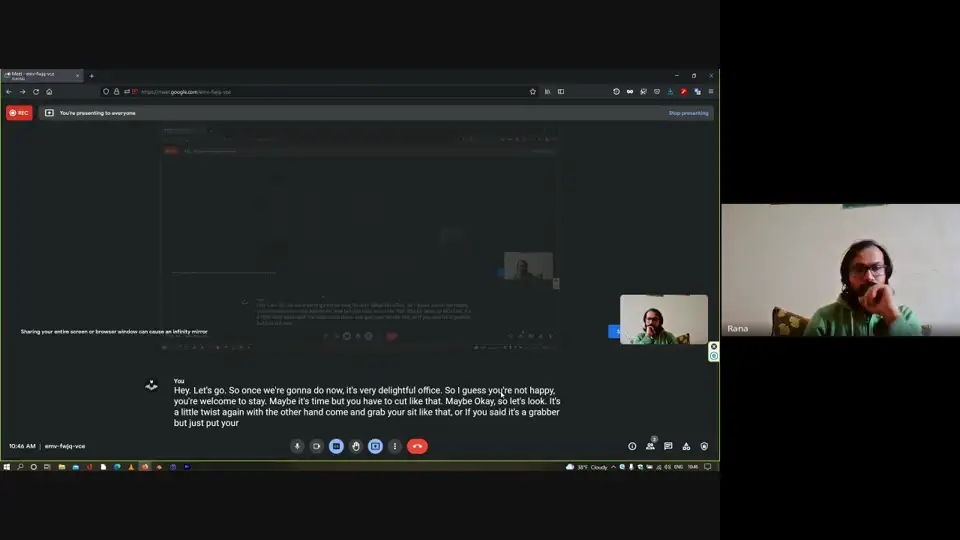 Meet - emv-fwjq-vce
https://meet.google.com/emv-fwjq-vce
REC
You're presenting to everyone
Stop presenting
Sharing your entire screen or browser window can cause an infinity mirror
Rana
You
Hey. Let's go. So once we're gonna do now, it's very delightful office. So I guess you're not happy,
you're welcome to stay. Maybe it's time but you have to cut like that. Maybe Okay, so let's look. It's
a little twist again with the other hand come and grab your sit like that, or If you said it's a grabber
but just put your
10:46 AM | emv-fwjq-vce
2
36°F Cloudy
ENG
10:46